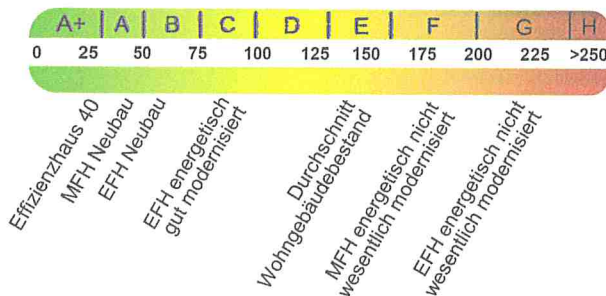 A+ A B C D E F G H
0 25 50 75 100 125 150 175 200 225 >250
Effizienzhaus 40
MFH Neubau
EFH Neubau
EFH energetisch
gut modernisiert
Durchschnitt
Wohngebäudebestand
MFH energetisch nicht
wesentlich modernisiert
EFH energetisch nicht
wesentlich modernisiert